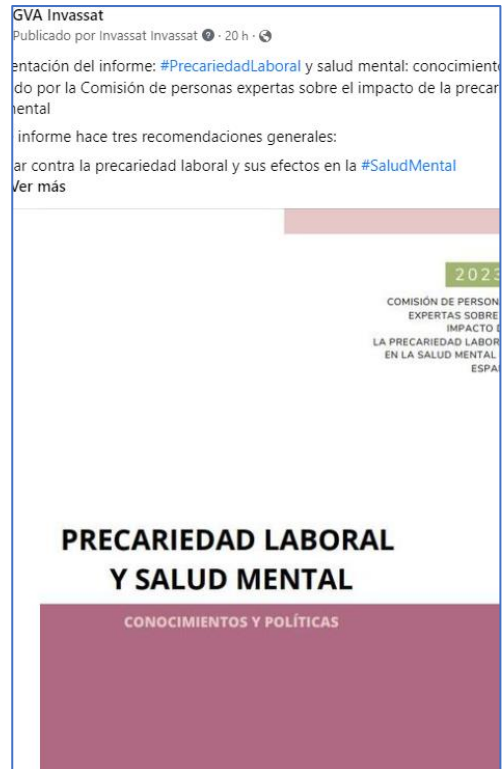 GVA Invassat
Publicado por Invassat Invassat · 20 h ·
entación del informe: #PrecariedadLaboral y salud mental: conocimiento
do por la Comisión de personas expertas sobre el impacto de la precar
mental
informe hace tres recomendaciones generales:
ar contra la precariedad laboral y sus efectos en la #SaludMental
Ver más
2023
COMISIÓN DE PERSON
EXPERTAS SOBRE
IMPACTO D
LA PRECARIEDAD LABOR
EN LA SALUD MENTAL
ESPA
PRECARIEDAD LABORAL
Y SALUD MENTAL
CONOCIMIENTOS Y POLÍTICAS